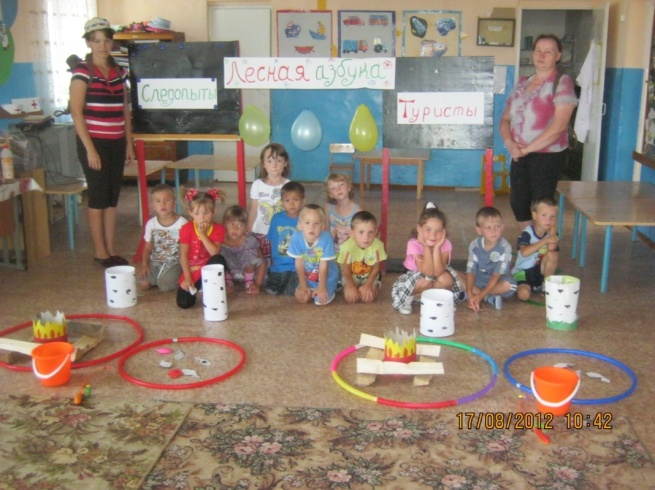 Лесная азбука
Следопыты
Туристы
17/08/2012 10:42